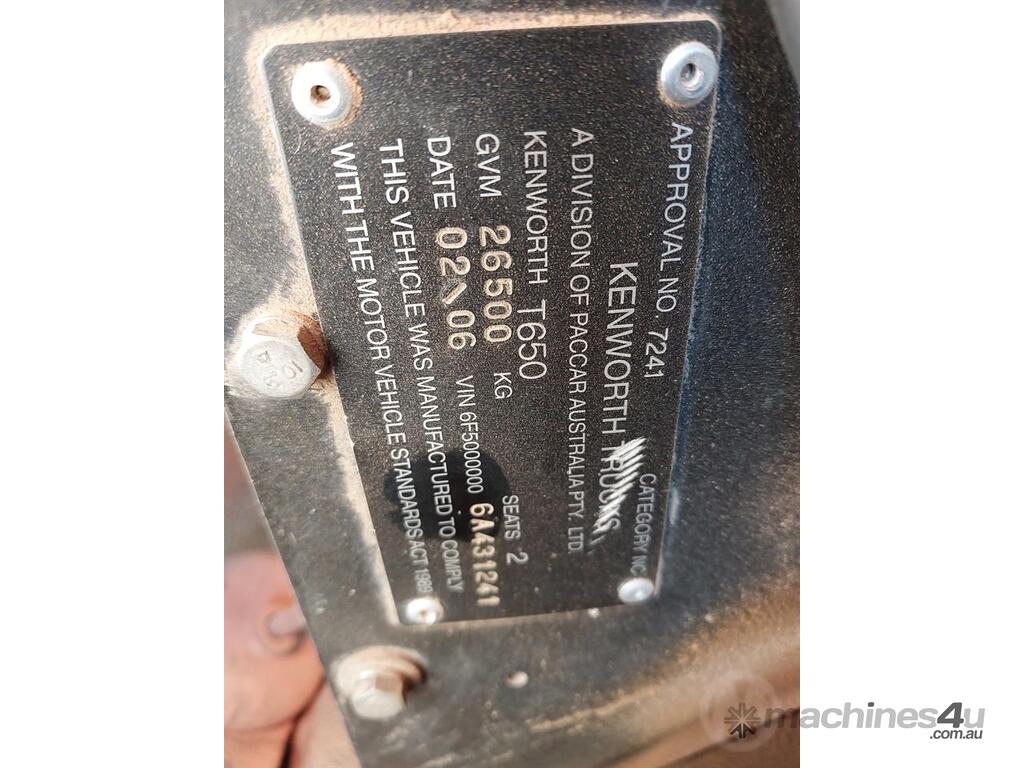 APPROVAL NO. 7241 CATEGORY NC
KENWORTH TRUCKS
A DIVISION OF PACCAR AUSTRALIA PTY. LTD.
KENWORTH T650 SEATS 2
GVM 26500 KG
DATE 02\06 VIN 6F5000000 6A431241
THIS VEHICLE WAS MANUFACTURED TO COMPLY
WITH THE MOTOR VEHICLE STANDARDS ACT 1989
machines4u
.com.au